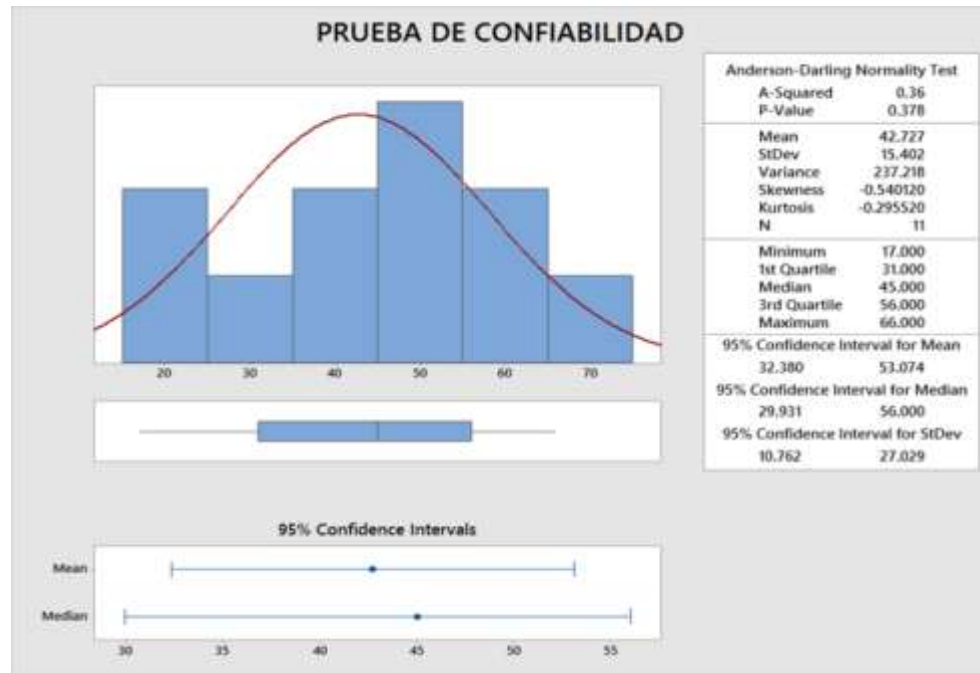 PRUEBA DE CONFIABILIDAD
Anderson-Darling Normality Test
A-Squared 0.36
P-Value 0.378
Mean 42.727
StDev 15.402
Variance 237.218
Skewness -0.540120
Kurtosis -0.295520
N 11
Minimum 17.000
1st Quartile 31.000
Median 45.000
3rd Quartile 56.000
Maximum 66.000
95% Confidence Interval for Mean
32.380 53.074
95% Confidence Interval for Median
29.931 56.000
95% Confidence Interval for StDev
10.762 27.029
20 30 40 50 60 70
95% Confidence Intervals
Mean
Median
30 35 40 45 50 55